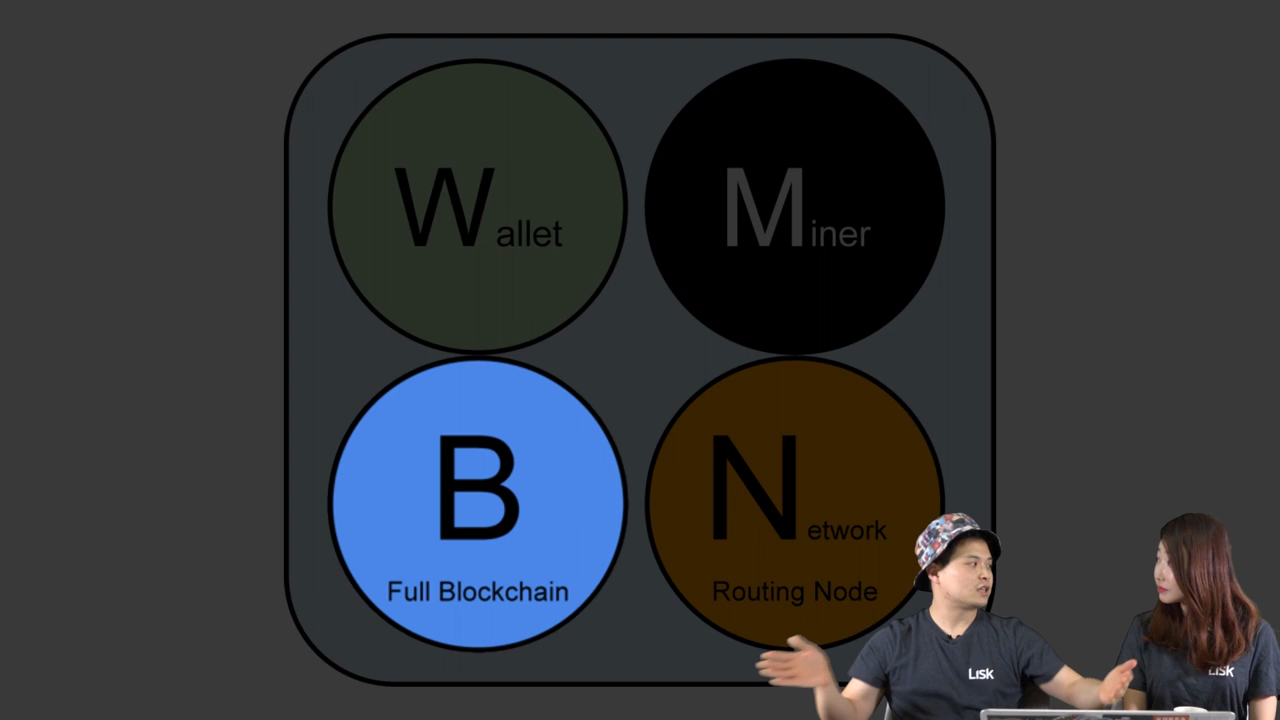 Wallet
Miner
B
Full Blockchain
Network
Routing Node
Lisk
Lisk